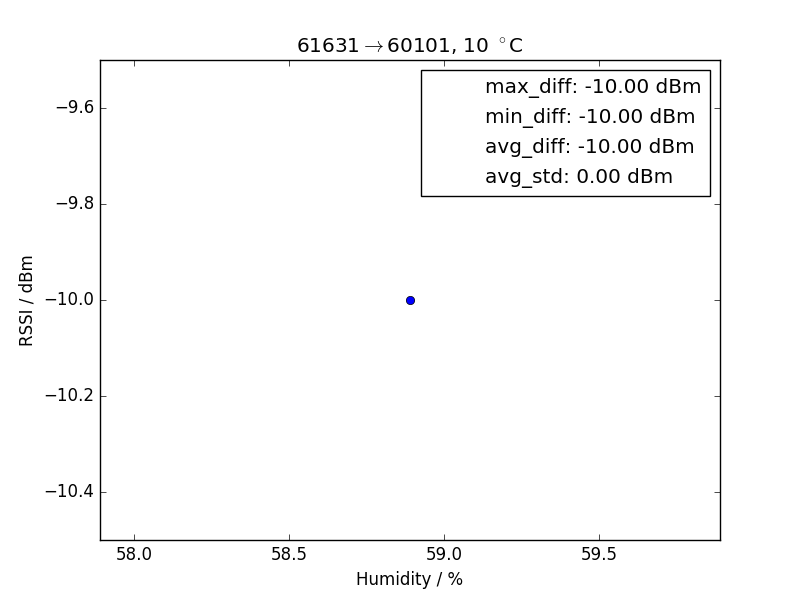 61631→60101, 10 °C
max_diff: -10.00 dBm
min_diff: -10.00 dBm
avg_diff: -10.00 dBm
avg_std: 0.00 dBm
RSSI / dBm
−9.6
−9.8
−10.0
−10.2
−10.4
58.0 58.5 59.0 59.5
Humidity / %